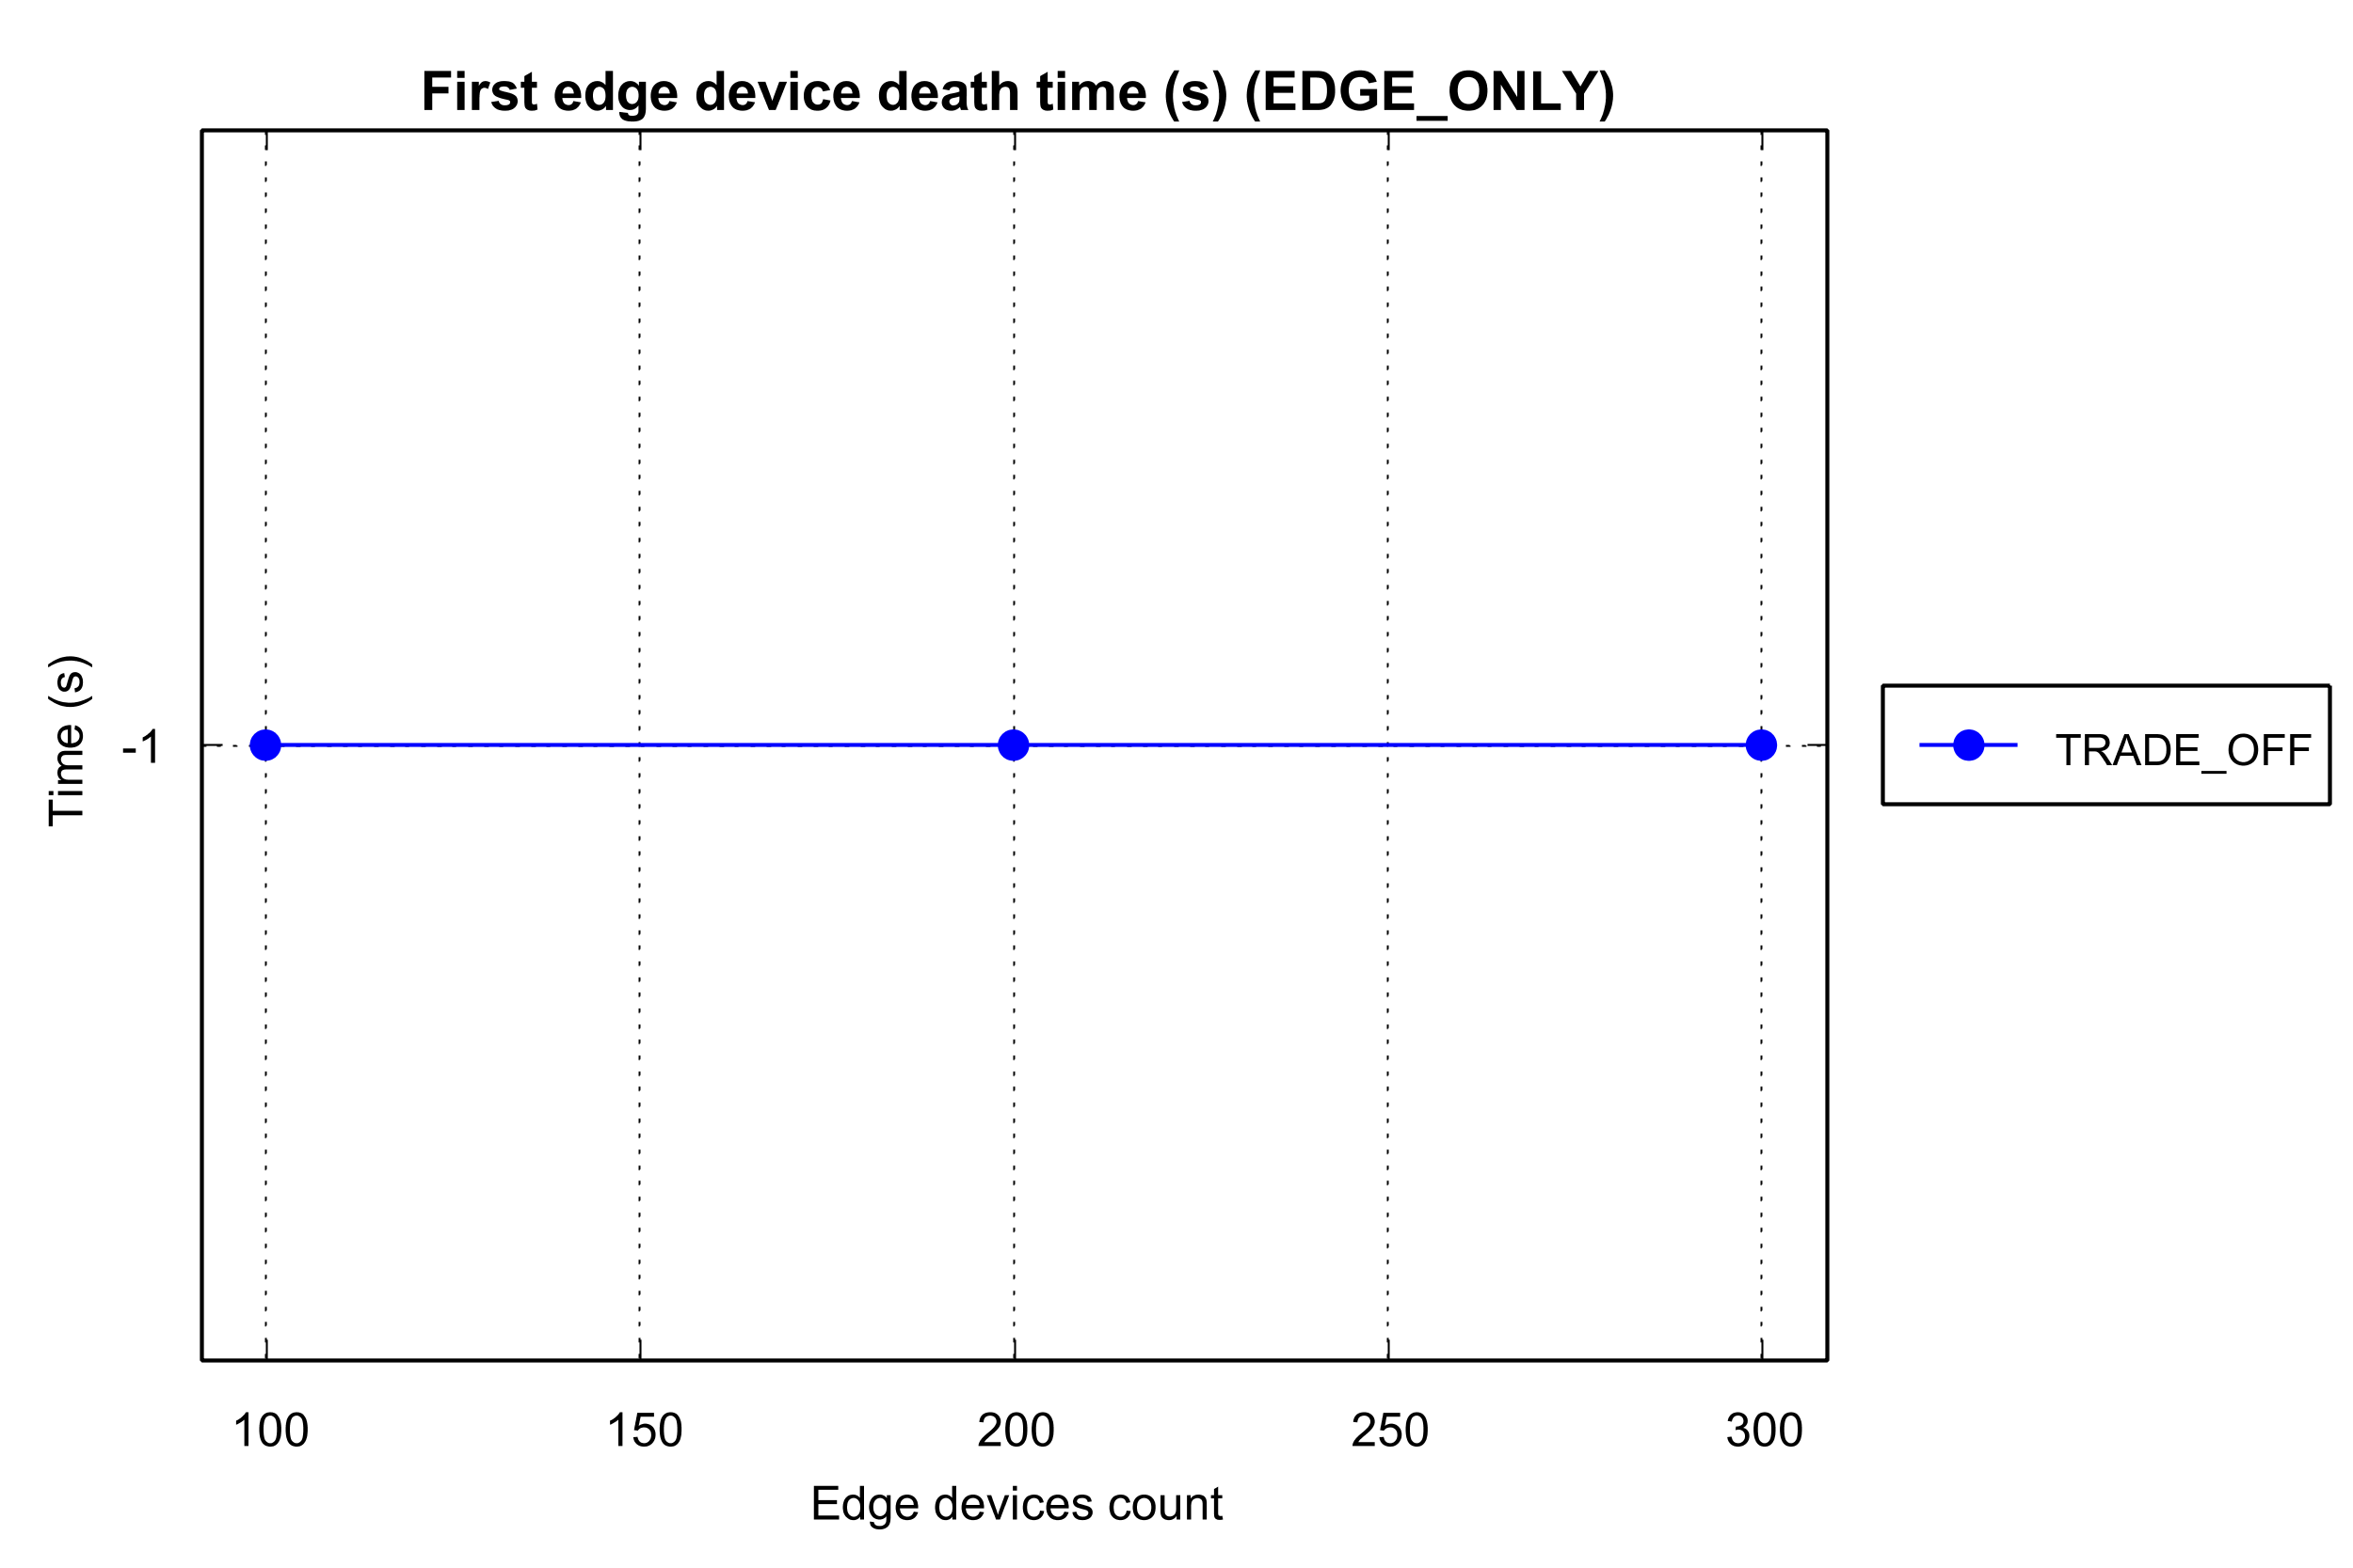 First edge device death time (s) (EDGE_ONLY)
Time (s)
-1
TRADE_OFF
100 150 200 250 300
Edge devices count